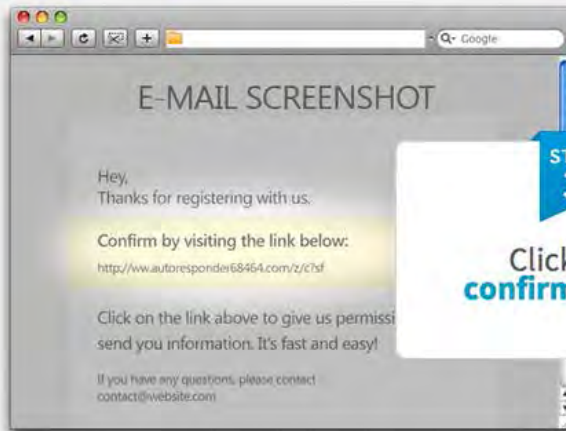 Google
E-MAIL SCREENSHOT
Hey,
Thanks for registering with us.
Confirm by visiting the link below:
http://ww.autoresponder68464.com/z/c?sf
Click on the link above to give us permissi
send you information. It's fast and easy!
If you have any questions, please contact
contact@website.com
ST
Click
confirm